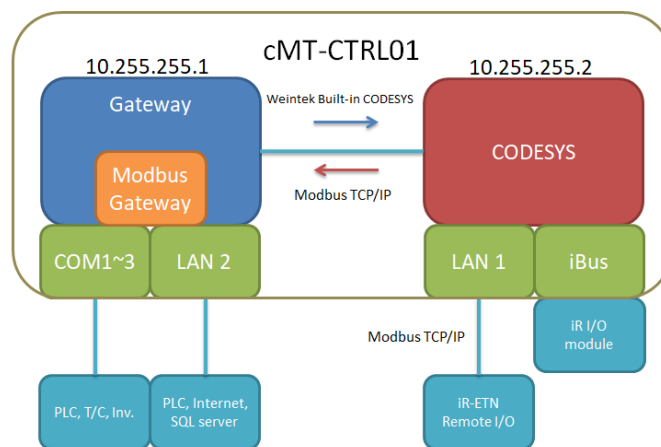 cMT-CTRL01
10.255.255.1
10.255.255.2
Gateway
Weintek Built-in CODESYS
CODESYS
Modbus
Gateway
Modbus TCP/IP
COM1~3
LAN 2
LAN 1
iBus
Modbus TCP/IP
iR I/O
module
PLC, T/C, Inv.
PLC, Internet,
SQL server
iR-ETN
Remote I/O